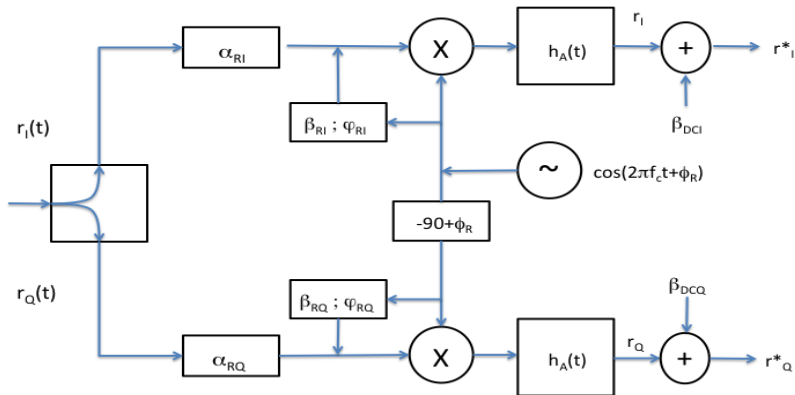 α_RI
X
h_A(t)
r_I
+
r*_I
β_RI ; φ_RI
β_DCI
r_I(t)
~
cos(2πf_ct+ϕ_R)
-90+ϕ_R
r_Q(t)
β_RQ ; φ_RQ
β_DCQ
α_RQ
X
h_A(t)
r_Q
+
r*_Q